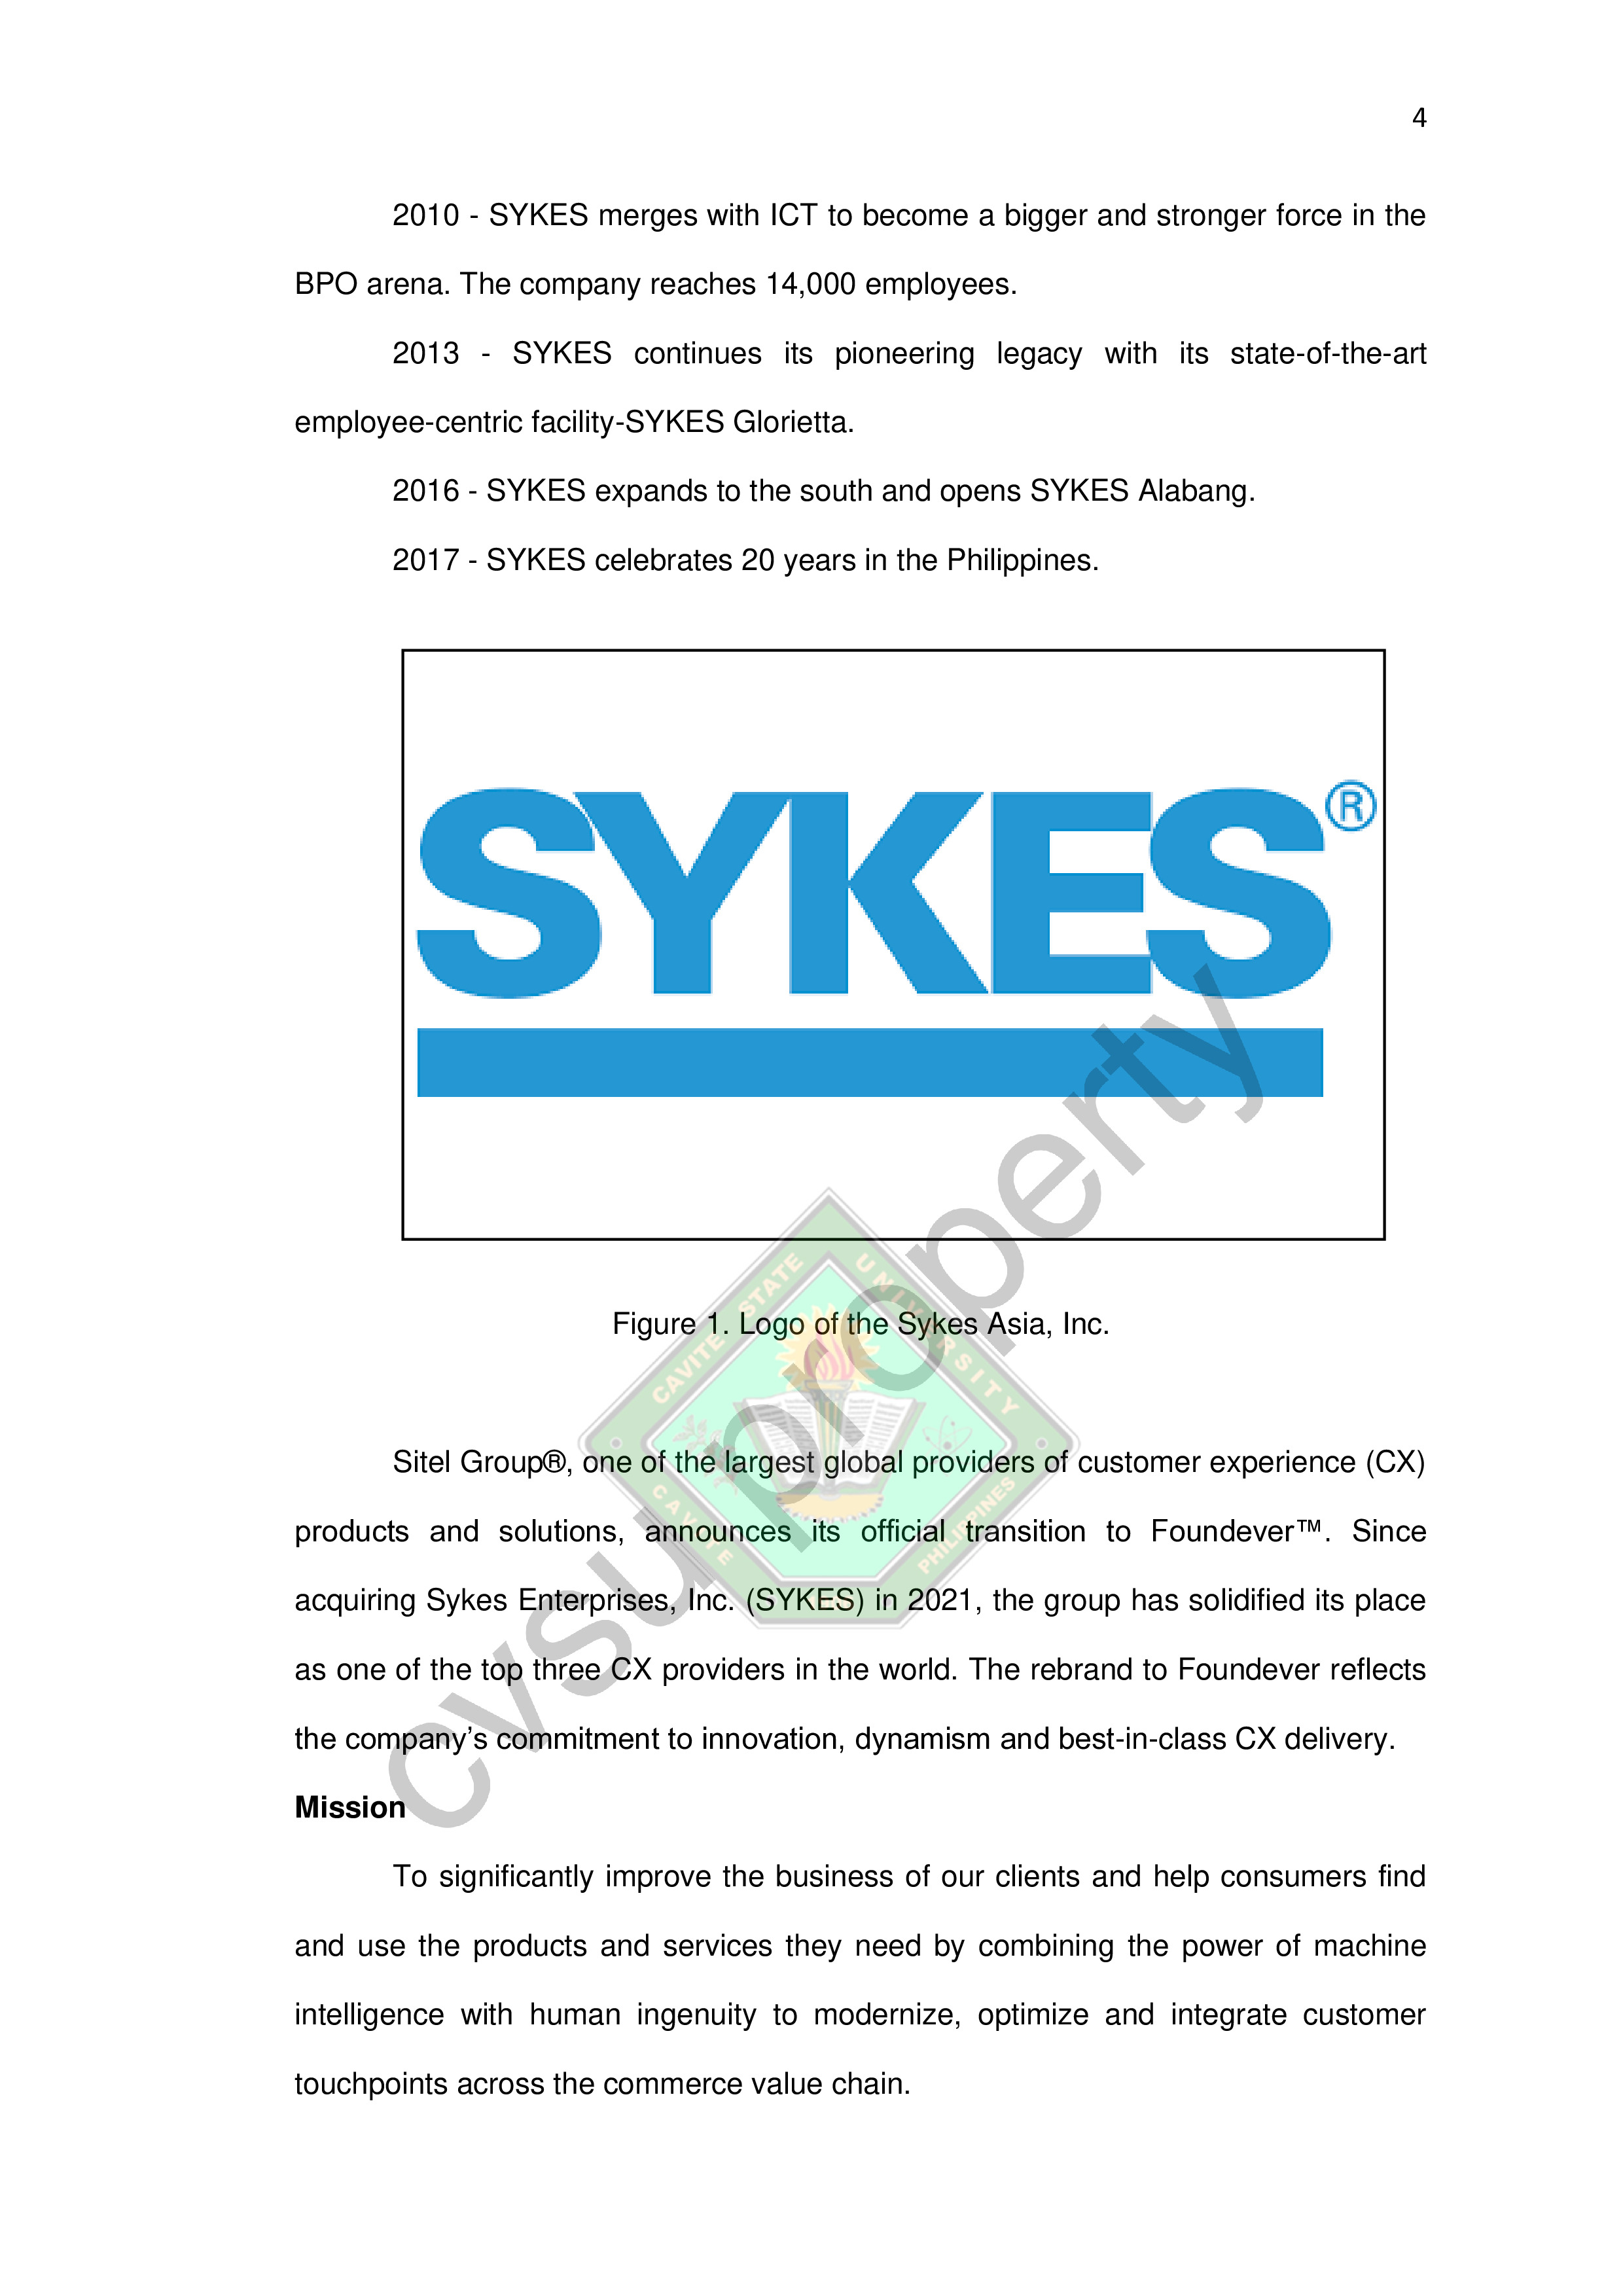 4
2010 - SYKES merges with ICT to become a bigger and stronger force in the
BPO arena. The company reaches 14,000 employees.
2013 - SYKES continues its pioneering legacy with its state-of-the-art
employee-centric facility-SYKES Glorietta.
2016 - SYKES expands to the south and opens SYKES Alabang.
2017 - SYKES celebrates 20 years in the Philippines.
SYKES®
Figure 1. Logo of the Sykes Asia, Inc.
CAVITE STATE UNIVERSITY
CAVITE
PHILIPPINES
cvsu property
Sitel Group®, one of the largest global providers of customer experience (CX)
products and solutions, announces its official transition to Foundever™. Since
acquiring Sykes Enterprises, Inc. (SYKES) in 2021, the group has solidified its place
as one of the top three CX providers in the world. The rebrand to Foundever reflects
the company’s commitment to innovation, dynamism and best-in-class CX delivery.
Mission
To significantly improve the business of our clients and help consumers find
and use the products and services they need by combining the power of machine
intelligence with human ingenuity to modernize, optimize and integrate customer
touchpoints across the commerce value chain.